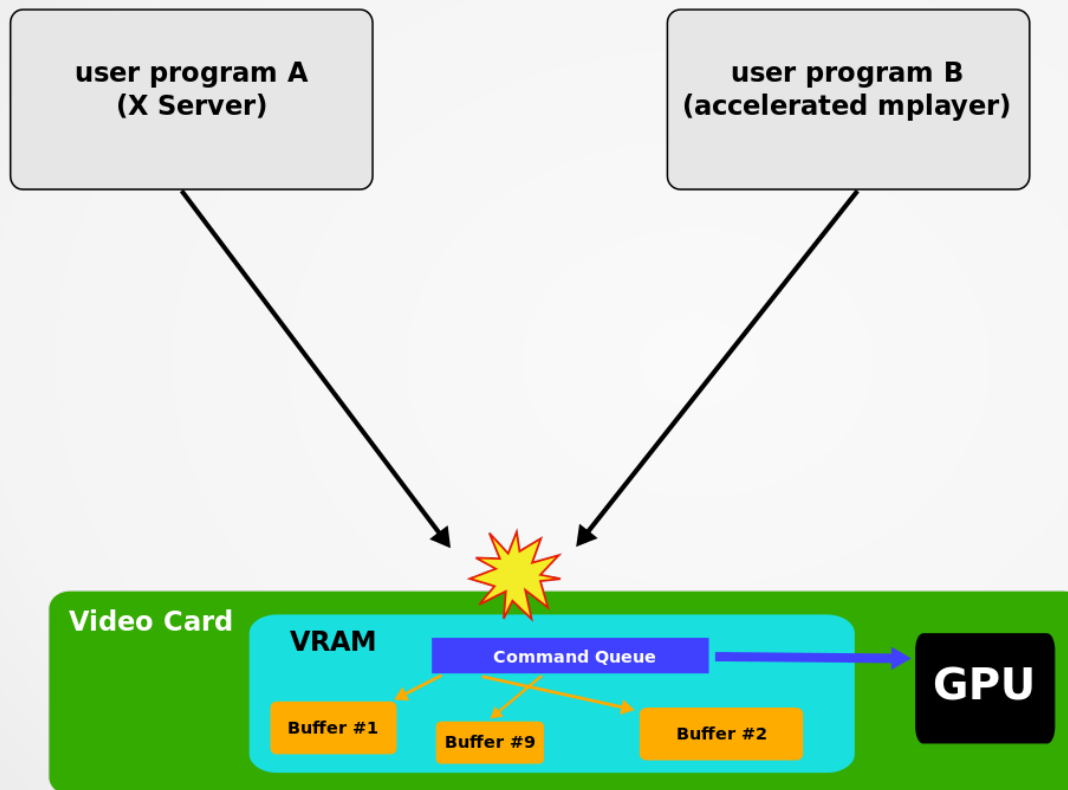 user program A
(X Server)
user program B
(accelerated mplayer)
Video Card
VRAM
Command Queue
GPU
Buffer #1
Buffer #9
Buffer #2